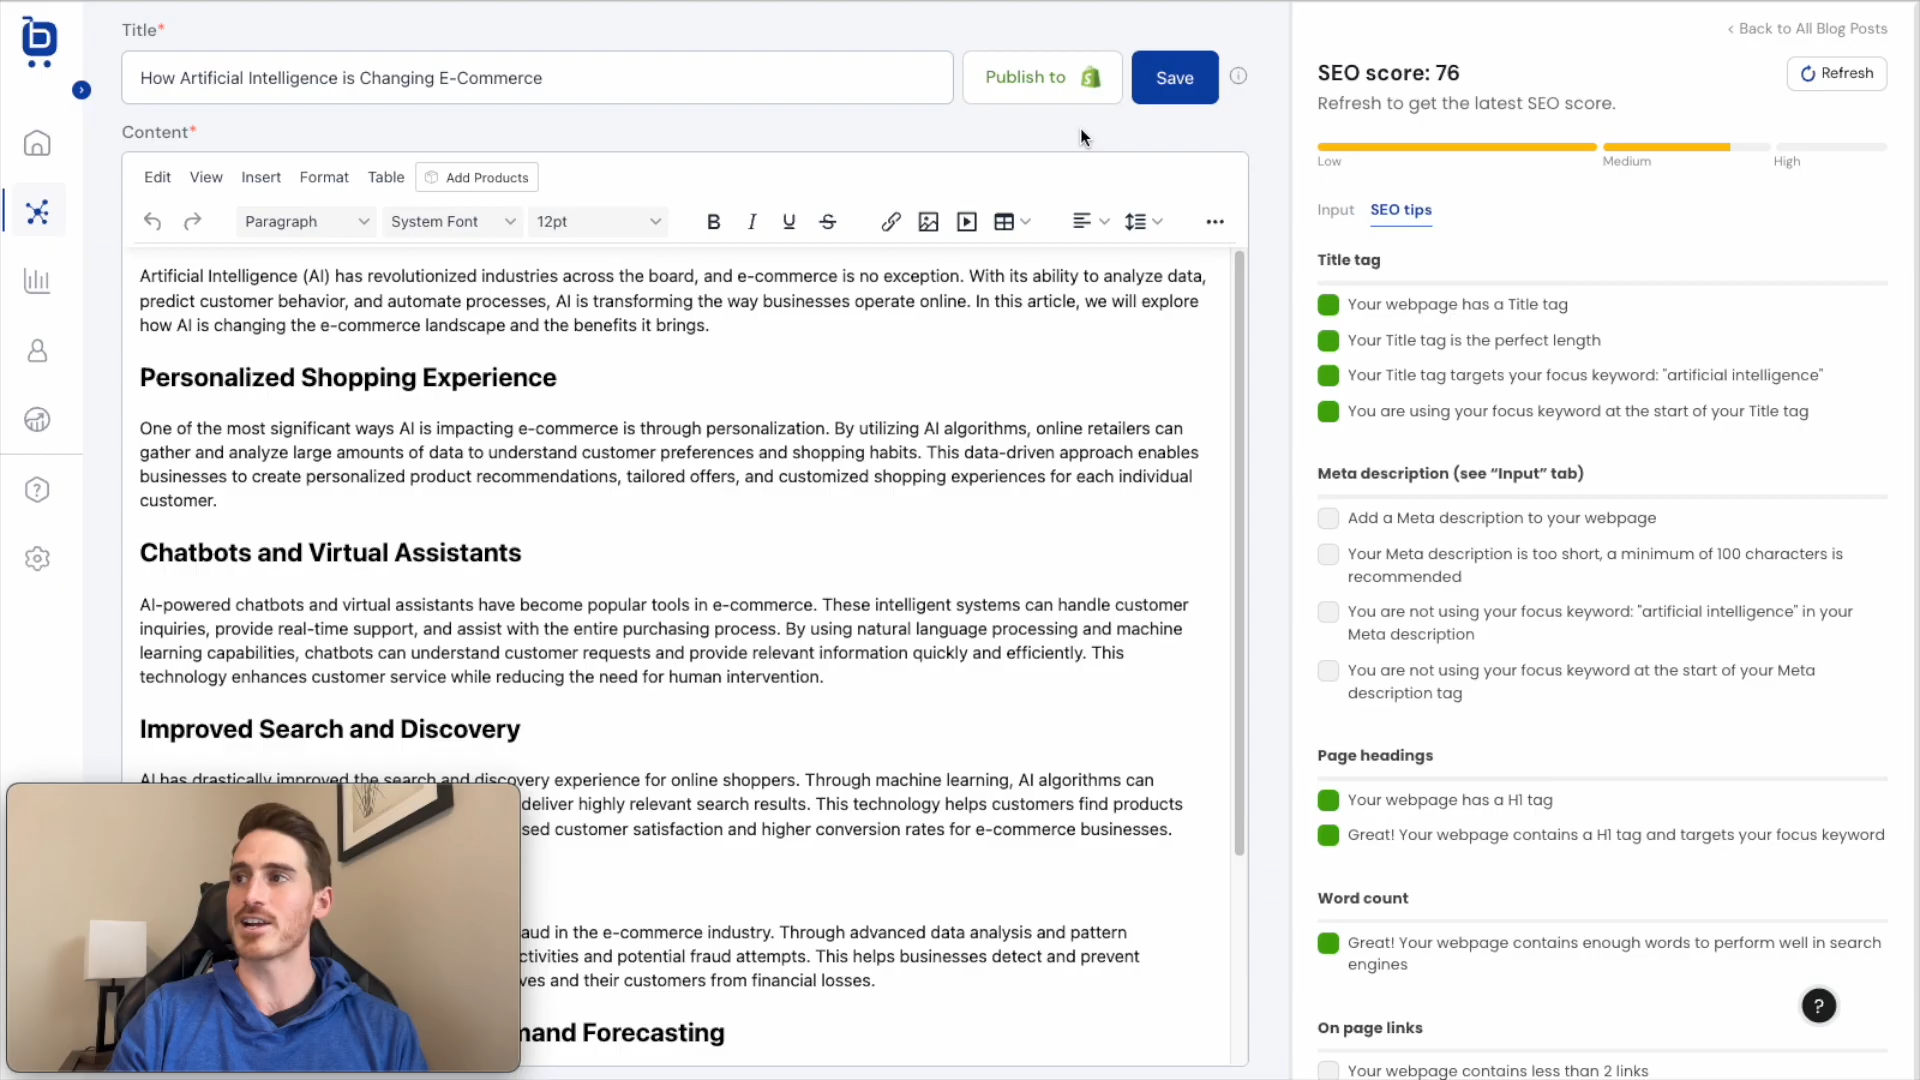 Title*
How Artificial Intelligence is Changing E-Commerce
Publish to
Save
Content*
Edit View Insert Format Table Add Products
Paragraph System Font 12pt B I U S
Artificial Intelligence (AI) has revolutionized industries across the board, and e-commerce is no exception. With its ability to analyze data,
predict customer behavior, and automate processes, AI is transforming the way businesses operate online. In this article, we will explore
how AI is changing the e-commerce landscape and the benefits it brings.
Personalized Shopping Experience
One of the most significant ways AI is impacting e-commerce is through personalization. By utilizing AI algorithms, online retailers can
gather and analyze large amounts of data to understand customer preferences and shopping habits. This data-driven approach enables
businesses to create personalized product recommendations, tailored offers, and customized shopping experiences for each individual
customer.
Chatbots and Virtual Assistants
AI-powered chatbots and virtual assistants have become popular tools in e-commerce. These intelligent systems can handle customer
inquiries, provide real-time support, and assist with the entire purchasing process. By using natural language processing and machine
learning capabilities, chatbots can understand customer requests and provide relevant information quickly and efficiently. This
technology enhances customer service while reducing the need for human intervention.
Improved Search and Discovery
AI has drastically improved the search and discovery experience for online shoppers. Through machine learning, AI algorithms can
deliver highly relevant search results. This technology helps customers find products
sed customer satisfaction and higher conversion rates for e-commerce businesses.
aud in the e-commerce industry. Through advanced data analysis and pattern
ctivities and potential fraud attempts. This helps businesses detect and prevent
ves and their customers from financial losses.
mand Forecasting
< Back to All Blog Posts
SEO score: 76
Refresh
Refresh to get the latest SEO score.
Low Medium High
Input SEO tips
Title tag
Your webpage has a Title tag
Your Title tag is the perfect length
Your Title tag targets your focus keyword: "artificial intelligence"
You are using your focus keyword at the start of your Title tag
Meta description (see “Input” tab)
Add a Meta description to your webpage
Your Meta description is too short, a minimum of 100 characters is
recommended
You are not using your focus keyword: "artificial intelligence" in your
Meta description
You are not using your focus keyword at the start of your Meta
description tag
Page headings
Your webpage has a H1 tag
Great! Your webpage contains a H1 tag and targets your focus keyword
Word count
Great! Your webpage contains enough words to perform well in search
engines
?
On page links
Your webpage contains less than 2 links